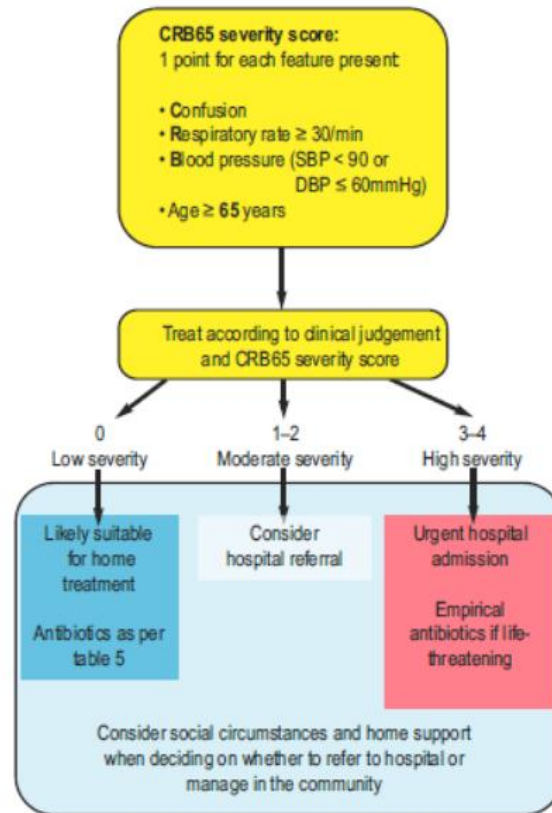 CRB65 severity score:
1 point for each feature present:
• Confusion
• Respiratory rate ≥ 30/min
• Blood pressure (SBP < 90 or
DBP ≤ 60mmHg)
• Age ≥ 65 years
Treat according to clinical judgement
and CRB65 severity score
0
Low severity
1–2
Moderate severity
3–4
High severity
Likely suitable
for home
treatment
Antibiotics as per
table 5
Consider
hospital referral
Urgent hospital
admission
Empirical
antibiotics if life-
threatening
Consider social circumstances and home support
when deciding on whether to refer to hospital or
manage in the community